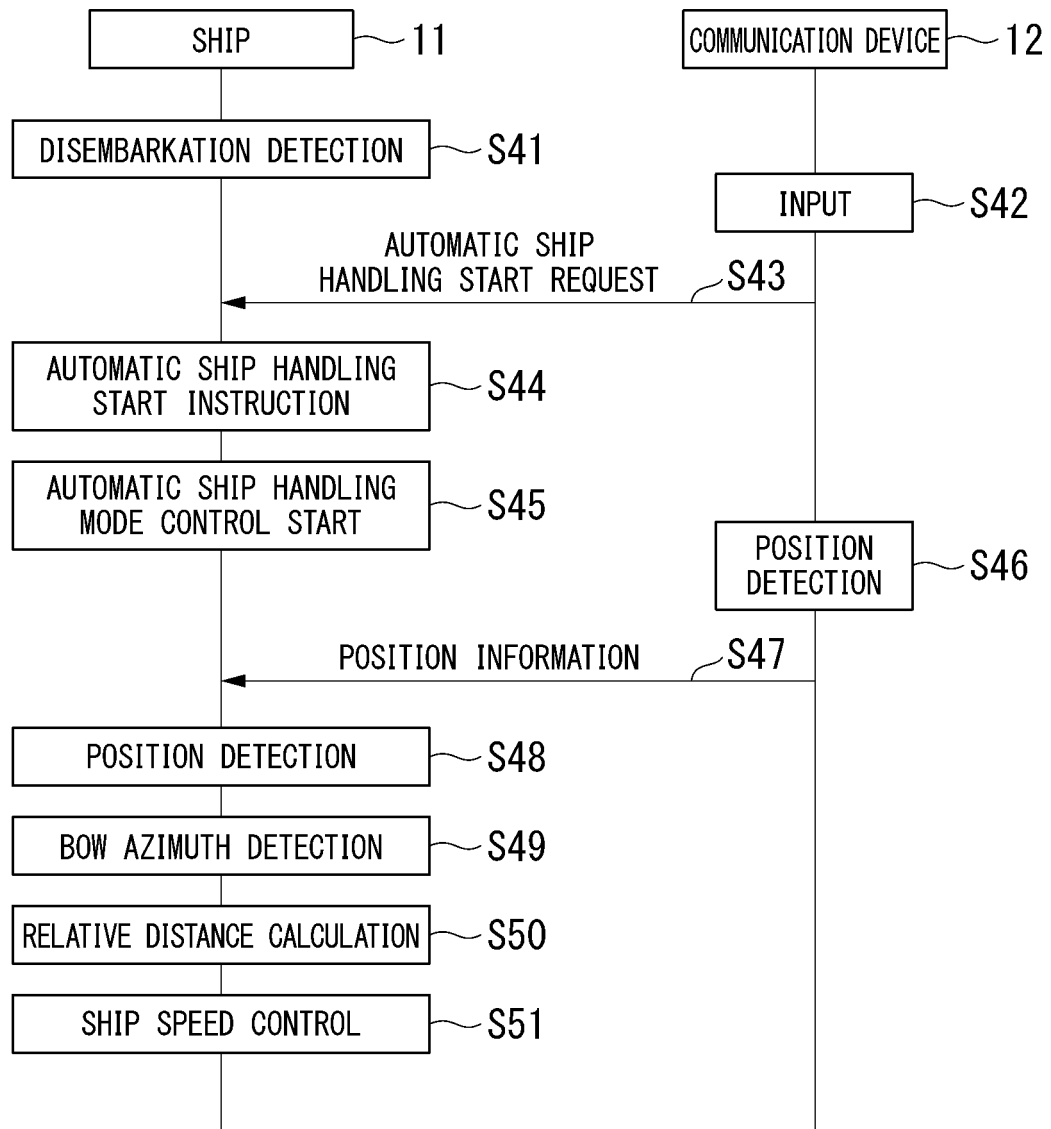 SHIP 11
COMMUNICATION DEVICE 12
DISEMBARKATION DETECTION S41
INPUT S42
AUTOMATIC SHIP
HANDLING START REQUEST S43
AUTOMATIC SHIP HANDLING
START INSTRUCTION S44
AUTOMATIC SHIP HANDLING
MODE CONTROL START S45
POSITION
DETECTION S46
POSITION INFORMATION S47
POSITION DETECTION S48
BOW AZIMUTH DETECTION S49
RELATIVE DISTANCE CALCULATION S50
SHIP SPEED CONTROL S51